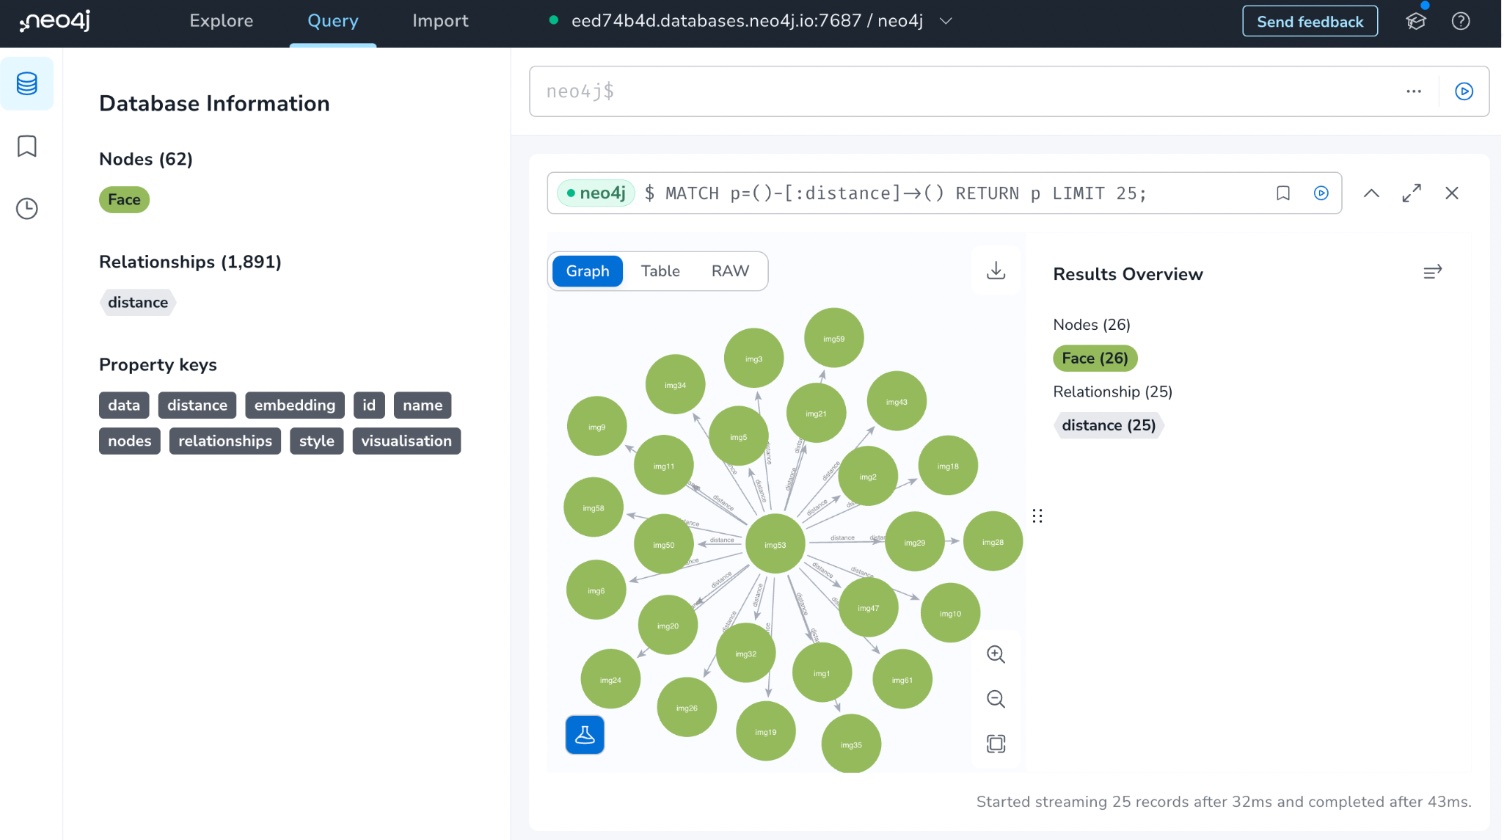 neo4j
Explore
Query
Import
eed74b4d.databases.neo4j.io:7687 / neo4j
Send feedback
Database Information
Nodes (62)
Face
Relationships (1,891)
distance
Property keys
data distance embedding id name
nodes relationships style visualisation
neo4j$
neo4j $ MATCH p=()-[:distance]->() RETURN p LIMIT 25;
Graph Table RAW
img59
img3
img34
img43
img21
img9
img5
img11
img18
img2
img58
img29
img28
img50
img53
img6
img47
img10
img20
img32
img1
img24
img61
img26
img19
img35
distance
distance
distance
distance
distance
distance
distance
distance
distance
distance
distance
Results Overview
Nodes (26)
Face (26)
Relationship (25)
distance (25)
Started streaming 25 records after 32ms and completed after 43ms.